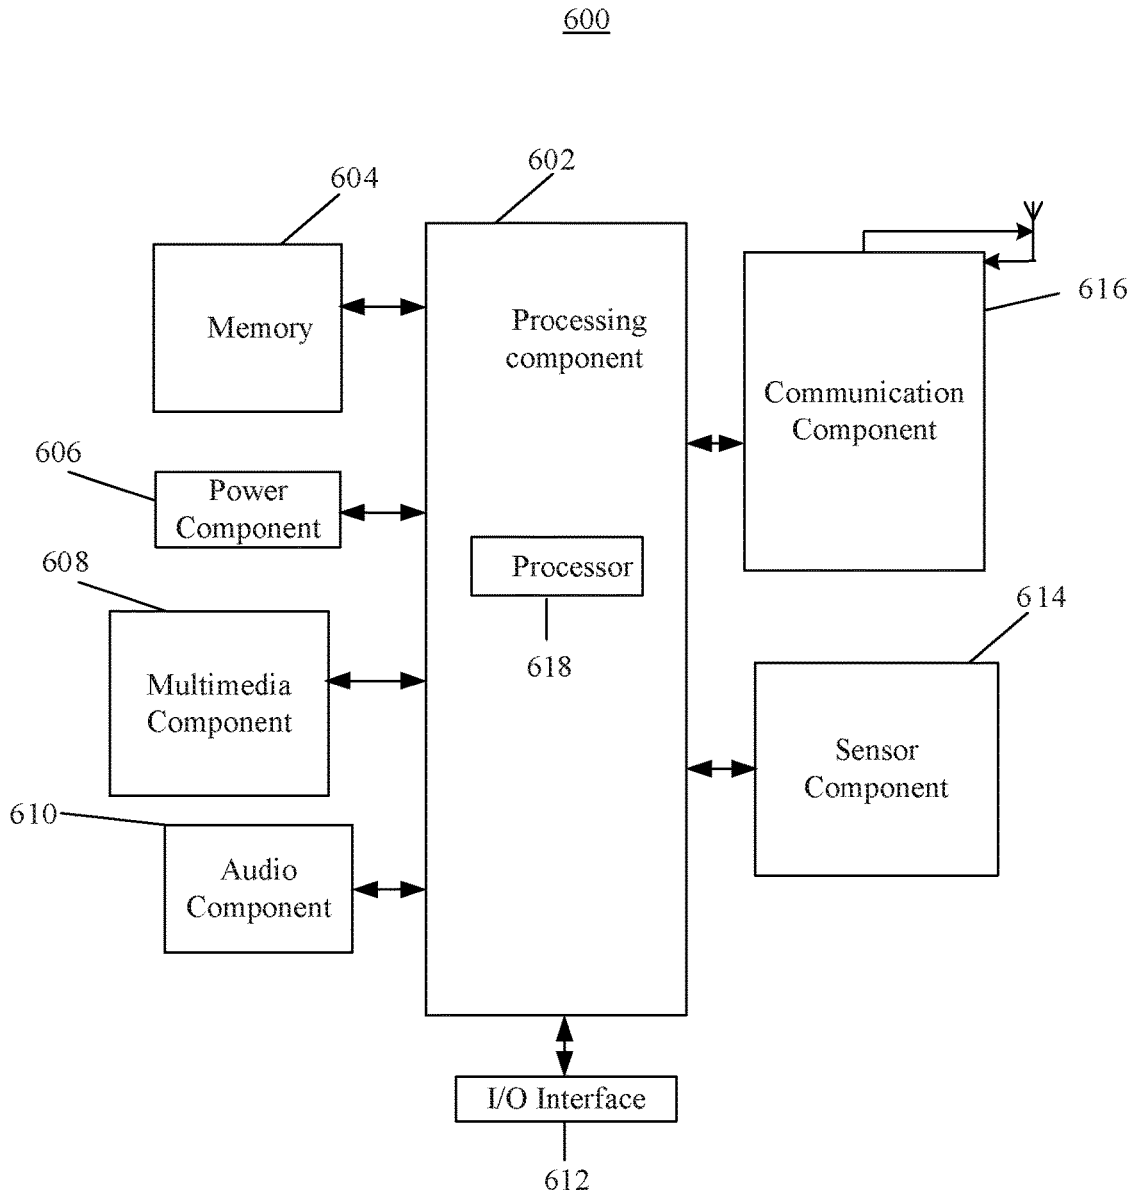 600
602
604
616
Memory
Processing
component
Communication
Component
606
Power
Component
608
Processor
618
614
Multimedia
Component
Sensor
Component
610
Audio
Component
I/O Interface
612